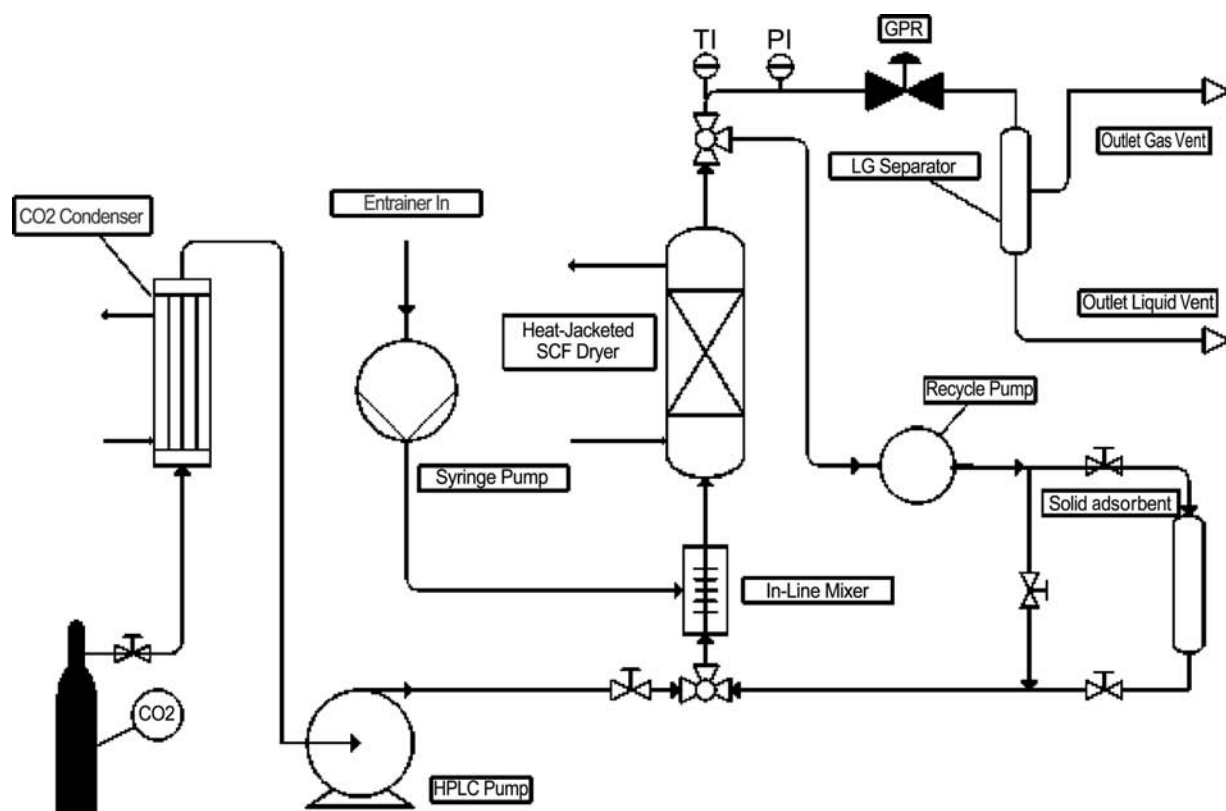 GPR
TI
PI
Outlet Gas Vent
LG Separator
Entrainer In
CO2 Condenser
Outlet Liquid Vent
Heat-Jacketed
SCF Dryer
Recycle Pump
Syringe Pump
Solid adsorbent
In-Line Mixer
CO2
HPLC Pump